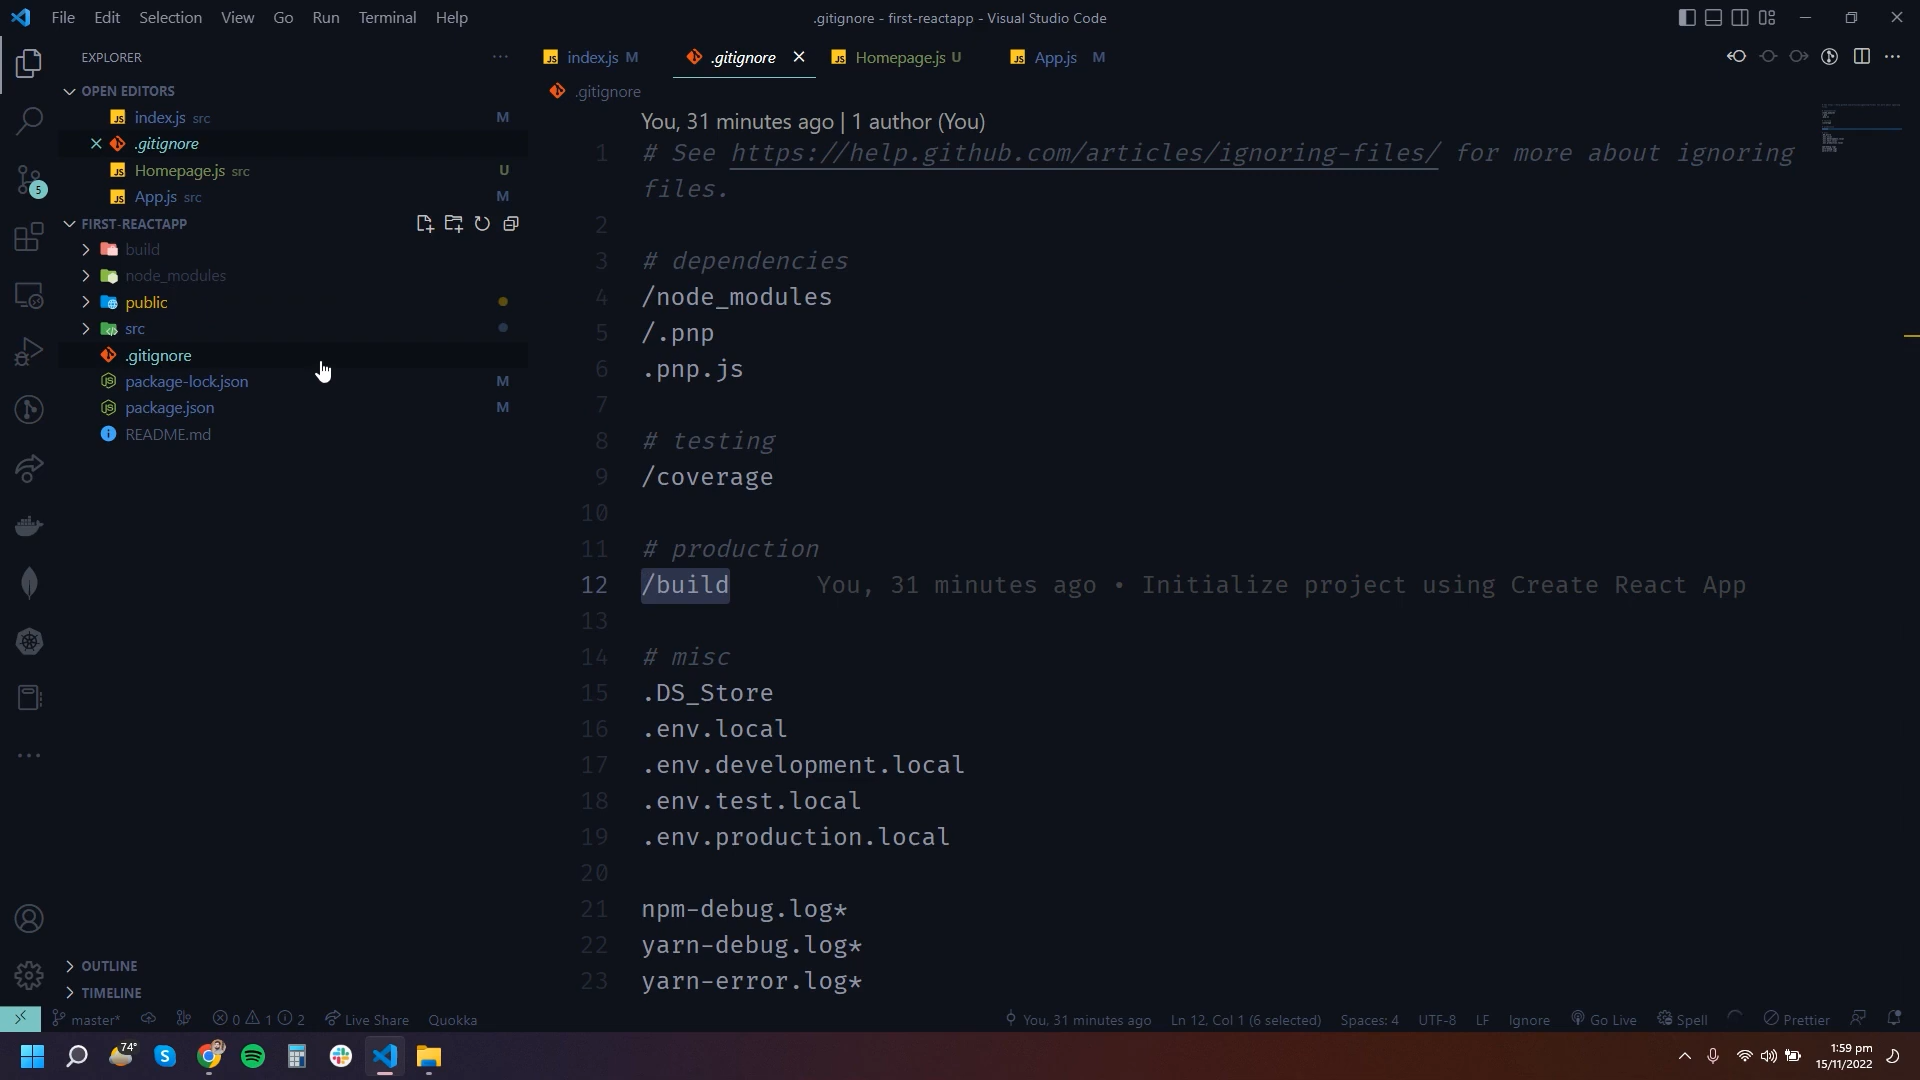 File Edit Selection View Go Run Terminal Help
.gitignore - first-reactapp - Visual Studio Code
EXPLORER
index.js M
.gitignore
Homepage.js U
App.js M
OPEN EDITORS
index.js src M
.gitignore
Homepage.js src U
App.js src M
FIRST-REACTAPP
build
node_modules
public
src
.gitignore
package-lock.json M
package.json M
README.md
OUTLINE
TIMELINE
5
.gitignore
You, 31 minutes ago | 1 author (You)
1 # See https://help.github.com/articles/ignoring-files/ for more about ignoring
files.
2
3 # dependencies
4 /node_modules
5 /.pnp
6 .pnp.js
7
8 # testing
9 /coverage
10
11 # production
12 /build You, 31 minutes ago • Initialize project using Create React App
13
14 # misc
15 .DS_Store
16 .env.local
17 .env.development.local
18 .env.test.local
19 .env.production.local
20
21 npm-debug.log*
22 yarn-debug.log*
23 yarn-error.log*
master* 0 1 2 Live Share Quokka
You, 31 minutes ago Ln 12, Col 1 (6 selected) Spaces: 4 UTF-8 LF Ignore Go Live Spell Prettier
74°
1:59 pm
15/11/2022